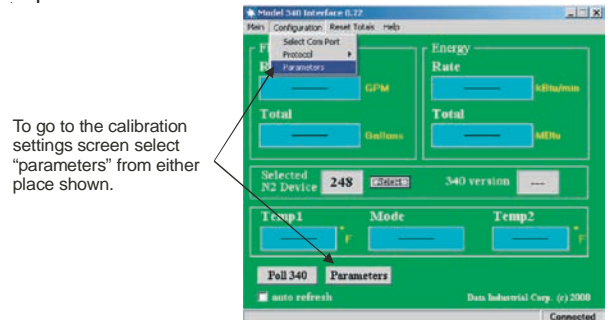 Model 340 Interface 0.72
Main Configuration Reset Totals Help
Select Com Port
Protocol
Parameters
Energy
Rate
GPM
kBtu/min
Total
Total
Gallons
MBtu
To go to the calibration
settings screen select
"parameters" from either
place shown.
Selected
N2 Device 248 Select 340 version ---
Temp1 Mode Temp2
°F °F
Poll 340 Parameters
auto refresh Data Industrial Corp. (c) 2000
Connected